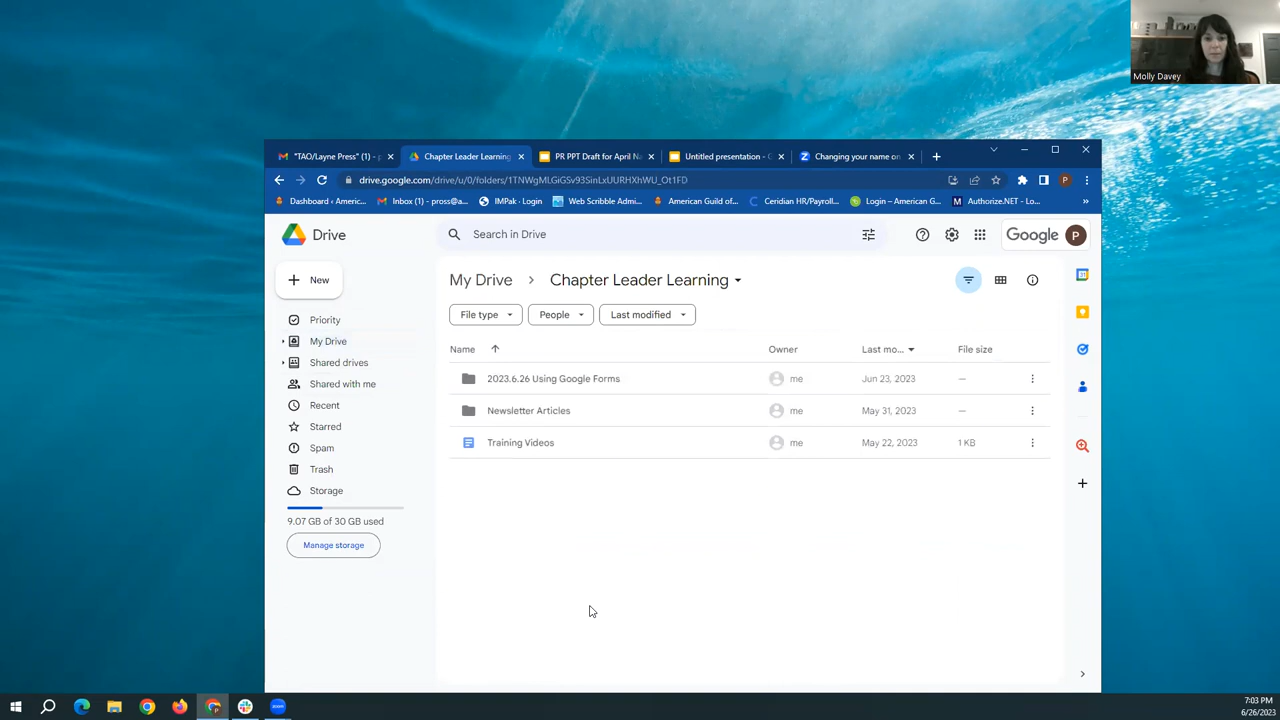 Molly Davey
"TAO/Layne Press" (1) - p
Chapter Leader Learning
PR PPT Draft for April N
Untitled presentation - G
Changing your name on
drive.google.com/drive/u/0/folders/1TNWgMLGiGSv93SinLxUURHXhWU_Ot1FD
Dashboard ‹ Americ...
Inbox (1) - pross@a...
IMPak · Login
Web Scribble Admi...
American Guild of...
Ceridian HR/Payroll...
Login – American G...
Authorize.NET - Lo...
»
Drive
Search in Drive
Google P
New
My Drive > Chapter Leader Learning
File type
People
Last modified
Priority
My Drive
Shared drives
Shared with me
Recent
Starred
Spam
Trash
Storage
9.07 GB of 30 GB used
Manage storage
Name Owner Last mo... File size
2023.6.26 Using Google Forms me Jun 23, 2023 —
Newsletter Articles me May 31, 2023 —
Training Videos me May 22, 2023 1 KB
7:03 PM
6/26/2023